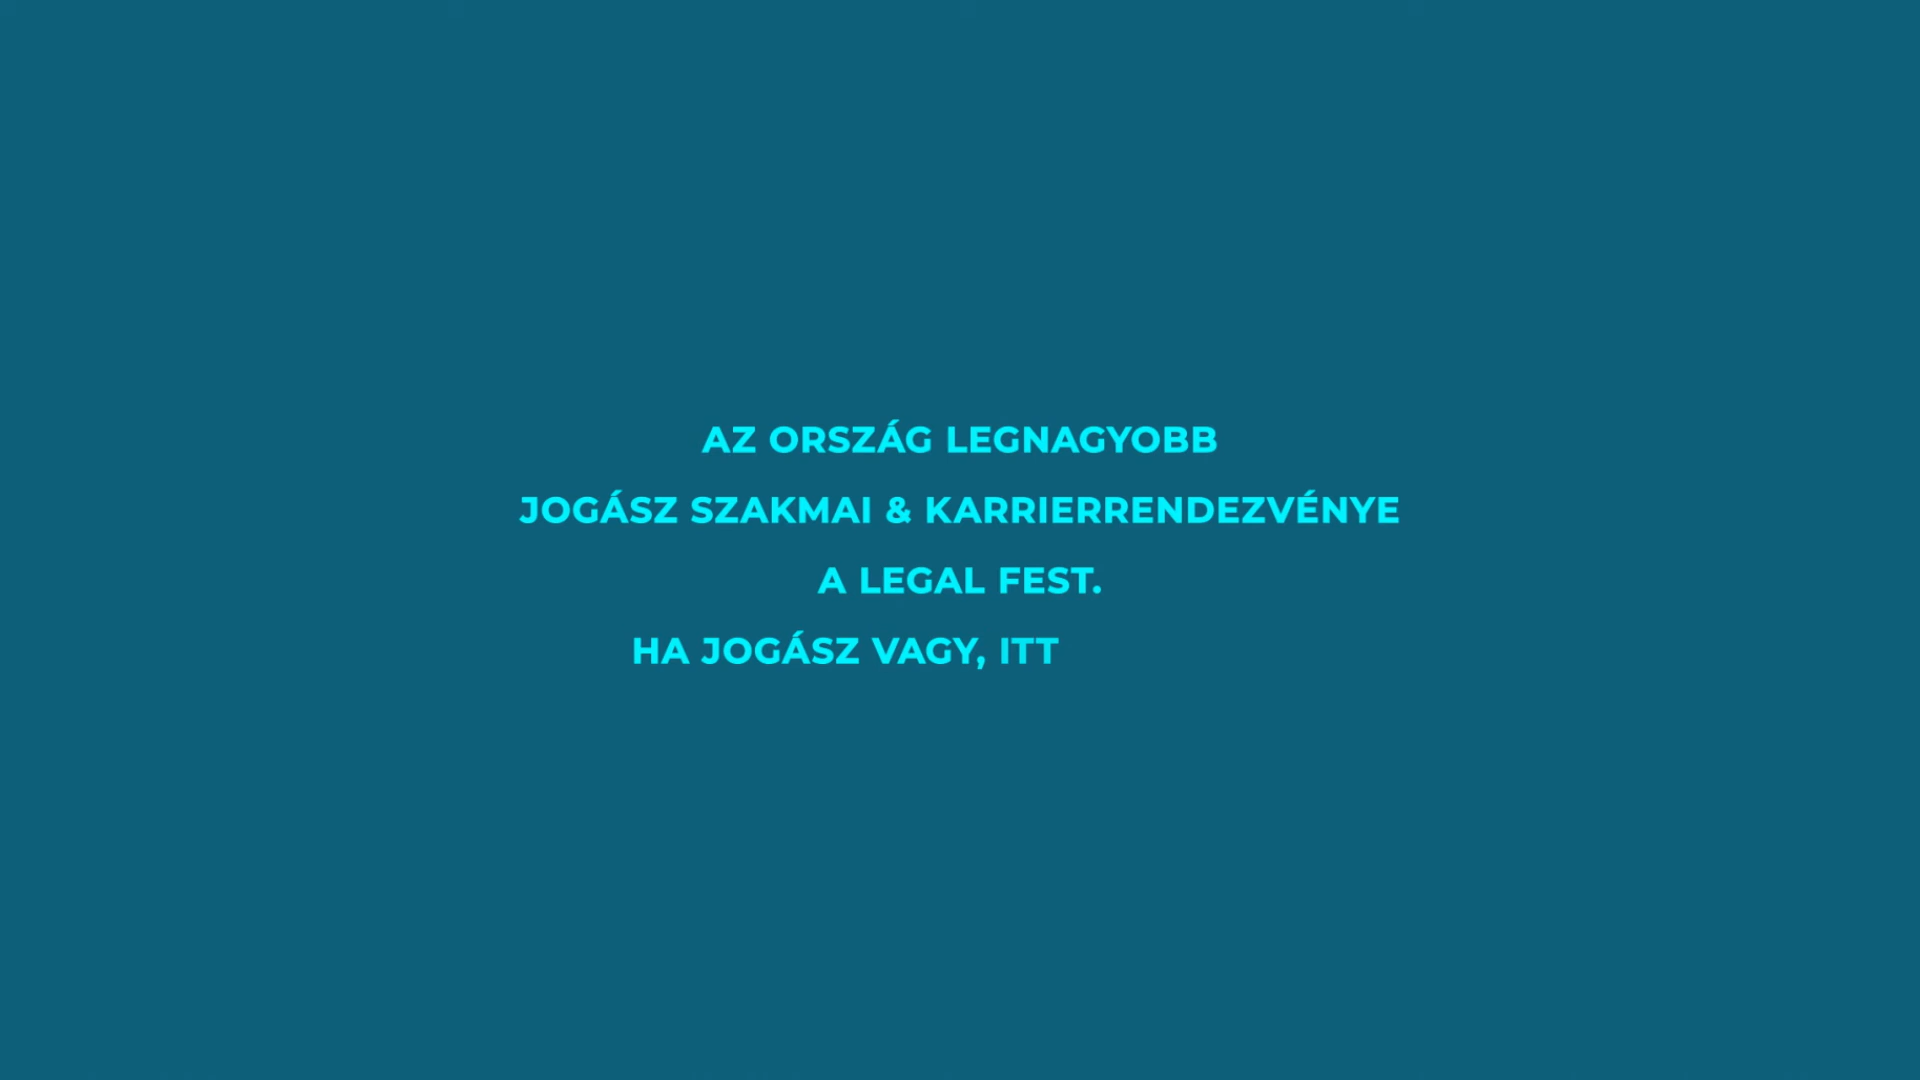 AZ ORSZÁG LEGNAGYOBB
JOGÁSZ SZAKMAI & KARRIERRENDEZVÉNYE
A LEGAL FEST.
HA JOGÁSZ VAGY, ITT